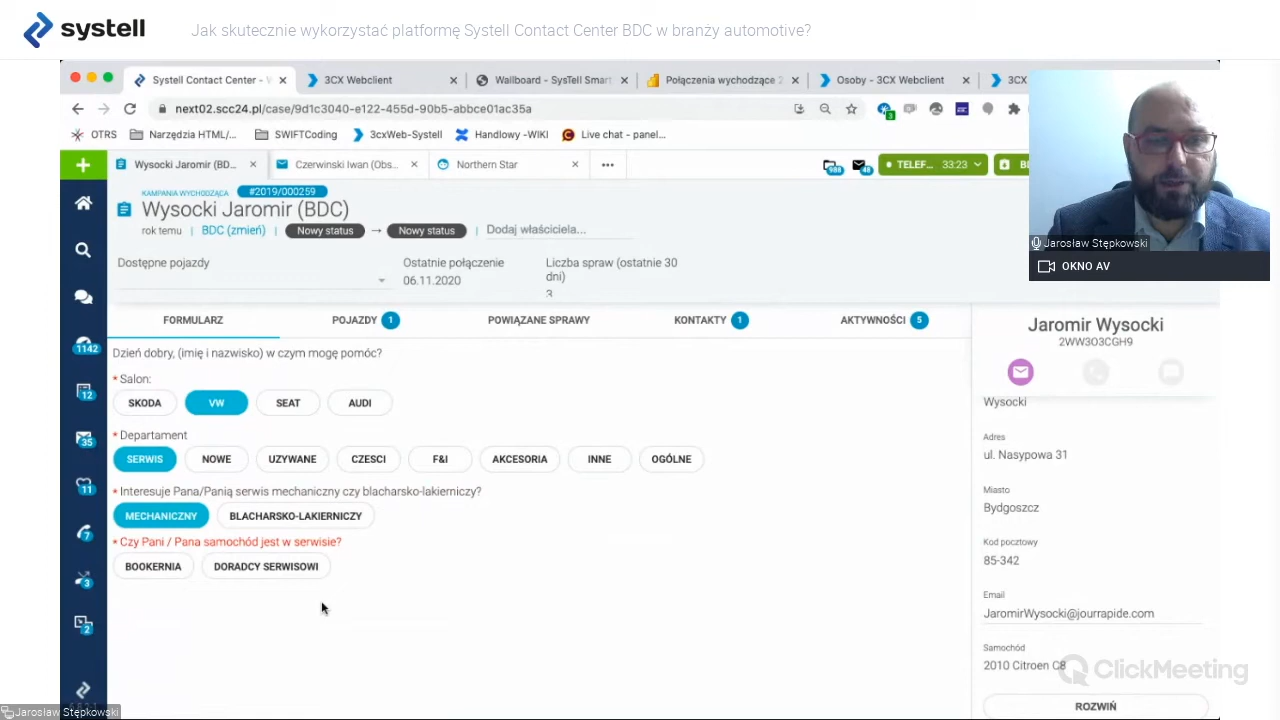 systell
Jak skutecznie wykorzystać platformę Systell Contact Center BDC w branży automotive?
Systell Contact Center - W
3CX Webclient
Wallboard - SysTell Smart
Połączenia wychodzące 2
Osoby - 3CX Webclient
3CX
next02.scc24.pl/case/9d1c3040-e122-455d-90b5-abbce01ac35a
3
OTRS
Narzędzia HTML/...
SWIFTCoding
3cxWeb-Systell
Handlowy -WIKI
Live chat - panel...
Wysocki Jaromir (BD...
Czerwinski Iwan (Obs...
Northern Star
988
48
TELEF...
33:23
KAMPANIA WYCHODZĄCA
#2019/000259
Wysocki Jaromir (BDC)
rok temu
BDC (zmień)
Nowy status → Nowy status
Dodaj właściciela...
Dostępne pojazdy
Ostatnie połączenie
06.11.2020
Liczba spraw (ostatnie 30
dni)
3
Jarosław Stępkowski
OKNO AV
FORMULARZ
POJAZDY 1
POWIĄZANE SPRAWY
KONTAKTY 1
AKTYWNOŚCI 5
1142
12
35
11
7
3
2
Dzień dobry, (imię i nazwisko) w czym mogę pomóc?
* Salon:
SKODA
VW
SEAT
AUDI
* Departament
SERWIS
NOWE
UZYWANE
CZESCI
F&I
AKCESORIA
INNE
OGÓLNE
* Interesuje Pana/Panią serwis mechaniczny czy blacharsko-lakierniczy?
MECHANICZNY
BLACHARSKO-LAKIERNICZY
* Czy Pani / Pana samochód jest w serwisie?
BOOKERNIA
DORADCY SERWISOWI
Jaromir Wysocki
2WW3O3CGH9
Wysocki
Adres
ul. Nasypowa 31
Miasto
Bydgoszcz
Kod pocztowy
85-342
Email
JaromirWysocki@jourrapide.com
Samochód
2010 Citroen C8
ROZWIŃ
ClickMeeting
Jarosław Stępkowski